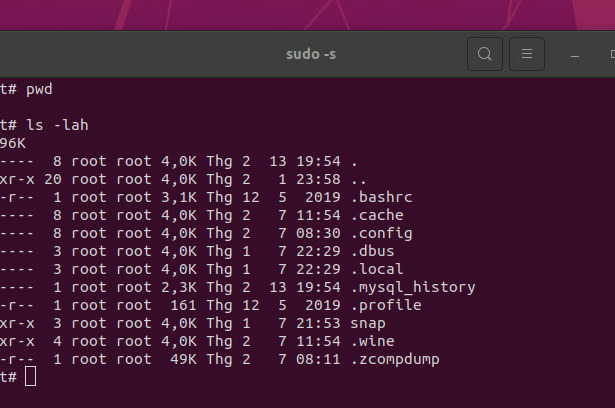 sudo -s
t# pwd
t# ls -lah
96K
---- 8 root root 4,0K Thg 2 13 19:54 .
xr-x 20 root root 4,0K Thg 2 1 23:58 ..
-r-- 1 root root 3,1K Thg 12 5 2019 .bashrc
---- 8 root root 4,0K Thg 2 7 11:54 .cache
---- 8 root root 4,0K Thg 2 7 08:30 .config
---- 3 root root 4,0K Thg 1 7 22:29 .dbus
---- 3 root root 4,0K Thg 1 7 22:29 .local
---- 1 root root 2,3K Thg 2 13 19:54 .mysql_history
-r-- 1 root root 161 Thg 12 5 2019 .profile
xr-x 3 root root 4,0K Thg 1 7 21:53 snap
xr-x 4 root root 4,0K Thg 2 7 11:54 .wine
-r-- 1 root root 49K Thg 2 7 08:11 .zcompdump
t#